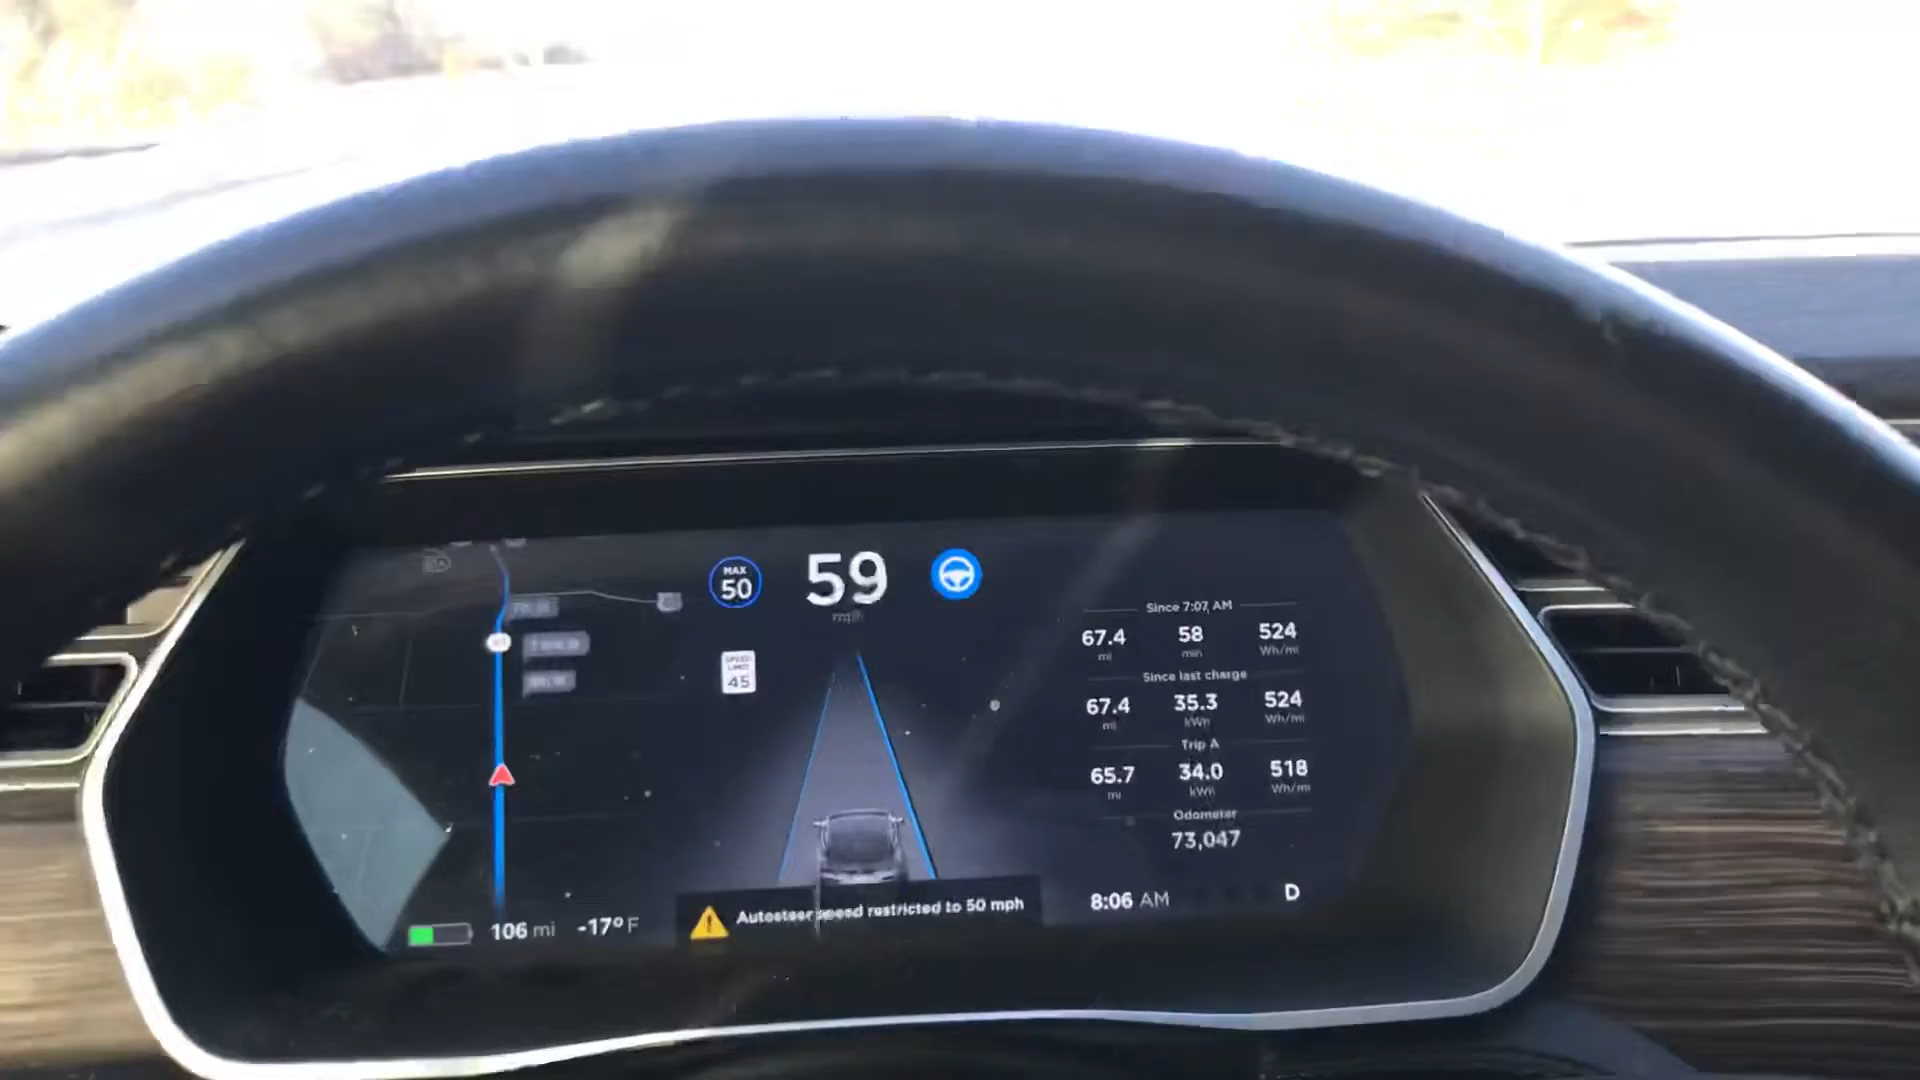 MAX
50
59
mph
SPEED
LIMIT
45
Since 7:07 AM
67.4 58 524
mi min Wh/mi
Since last charge
67.4 35.3 524
mi kWh Wh/mi
Trip A
65.7 34.0 518
mi kWh Wh/mi
Odometer
73,047
106 mi -17° F
Autosteer speed restricted to 50 mph
8:06 AM D